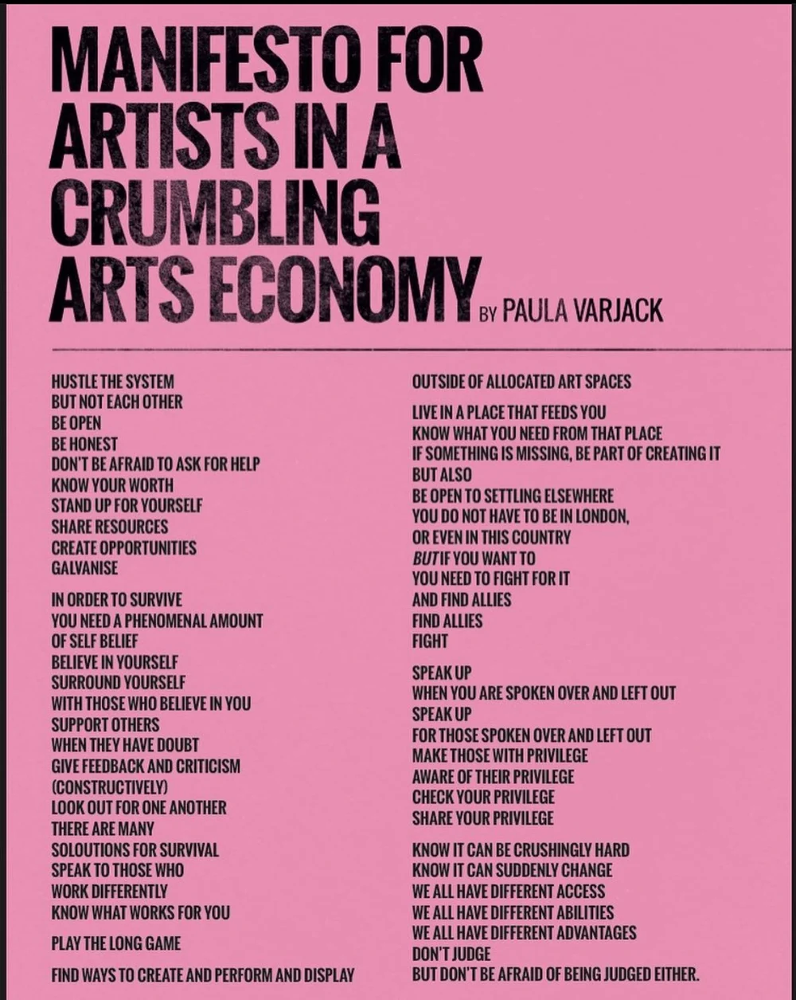 MANIFESTO FOR
ARTISTS IN A
CRUMBLING
ARTS ECONOMY BY PAULA VARJACK
HUSTLE THE SYSTEM
BUT NOT EACH OTHER
BE OPEN
BE HONEST
DON'T BE AFRAID TO ASK FOR HELP
KNOW YOUR WORTH
STAND UP FOR YOURSELF
SHARE RESOURCES
CREATE OPPORTUNITIES
GALVANISE
IN ORDER TO SURVIVE
YOU NEED A PHENOMENAL AMOUNT
OF SELF BELIEF
BELIEVE IN YOURSELF
SURROUND YOURSELF
WITH THOSE WHO BELIEVE IN YOU
SUPPORT OTHERS
WHEN THEY HAVE DOUBT
GIVE FEEDBACK AND CRITICISM
(CONSTRUCTIVELY)
LOOK OUT FOR ONE ANOTHER
THERE ARE MANY
SOLOUTIONS FOR SURVIVAL
SPEAK TO THOSE WHO
WORK DIFFERENTLY
KNOW WHAT WORKS FOR YOU
PLAY THE LONG GAME
FIND WAYS TO CREATE AND PERFORM AND DISPLAY
OUTSIDE OF ALLOCATED ART SPACES
LIVE IN A PLACE THAT FEEDS YOU
KNOW WHAT YOU NEED FROM THAT PLACE
IF SOMETHING IS MISSING, BE PART OF CREATING IT
BUT ALSO
BE OPEN TO SETTLING ELSEWHERE
YOU DO NOT HAVE TO BE IN LONDON,
OR EVEN IN THIS COUNTRY
BUT IF YOU WANT TO
YOU NEED TO FIGHT FOR IT
AND FIND ALLIES
FIND ALLIES
FIGHT
SPEAK UP
WHEN YOU ARE SPOKEN OVER AND LEFT OUT
SPEAK UP
FOR THOSE SPOKEN OVER AND LEFT OUT
MAKE THOSE WITH PRIVILEGE
AWARE OF THEIR PRIVILEGE
CHECK YOUR PRIVILEGE
SHARE YOUR PRIVILEGE
KNOW IT CAN BE CRUSHINGLY HARD
KNOW IT CAN SUDDENLY CHANGE
WE ALL HAVE DIFFERENT ACCESS
WE ALL HAVE DIFFERENT ABILITIES
WE ALL HAVE DIFFERENT ADVANTAGES
DON'T JUDGE
BUT DON'T BE AFRAID OF BEING JUDGED EITHER.